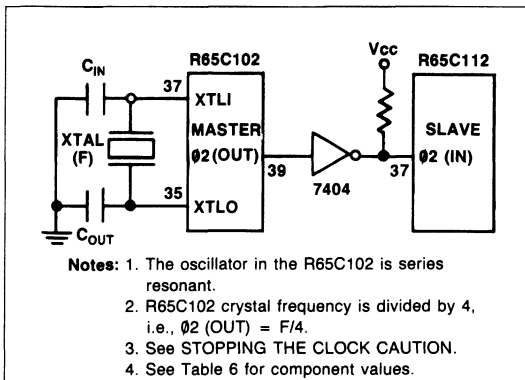 R65C102
Vcc
R65C112
CIN
37
XTLI
XTAL
(F)
MASTER
SLAVE
Ø2 (OUT)
39
7404
37
Ø2 (IN)
35
XTLO
COUT
Notes: 1. The oscillator in the R65C102 is series
resonant.
2. R65C102 crystal frequency is divided by 4,
i.e., Ø2 (OUT) = F/4.
3. See STOPPING THE CLOCK CAUTION.
4. See Table 6 for component values.